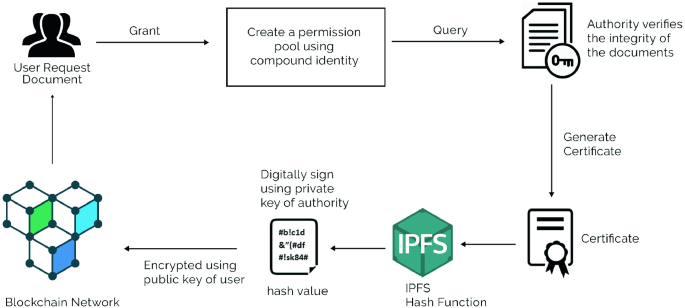 User Request
Document
Grant
Create a permission
pool using
compound identity
Query
Authority verifies
the integrity of
the documents
Generate
Certificate
Certificate
IPFS
IPFS
Hash Function
Digitally sign
using private
key of authority
#b!c1d
&"(#df
#!sk84#
hash value
Encrypted using
public key of user
Blockchain Network